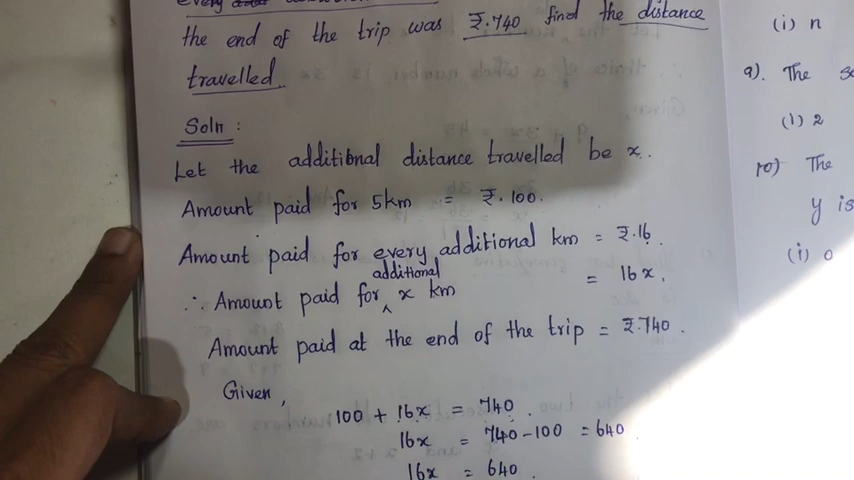 every
the end of the trip was ₹.740 find the distance
travelled.
Soln :
Let the additional distance travelled be x.
Amount paid for 5km = ₹.100.
Amount paid for every additional km = ₹.16.
additional
∴ Amount paid for ‸ x km = 16x.
Amount paid at the end of the trip = ₹.740.
Given,
100 + 16x = 740.
16x = 740-100 = 640
16x = 640.
(i) n
9). The
(i) 2
10) The
y is
(i) 0